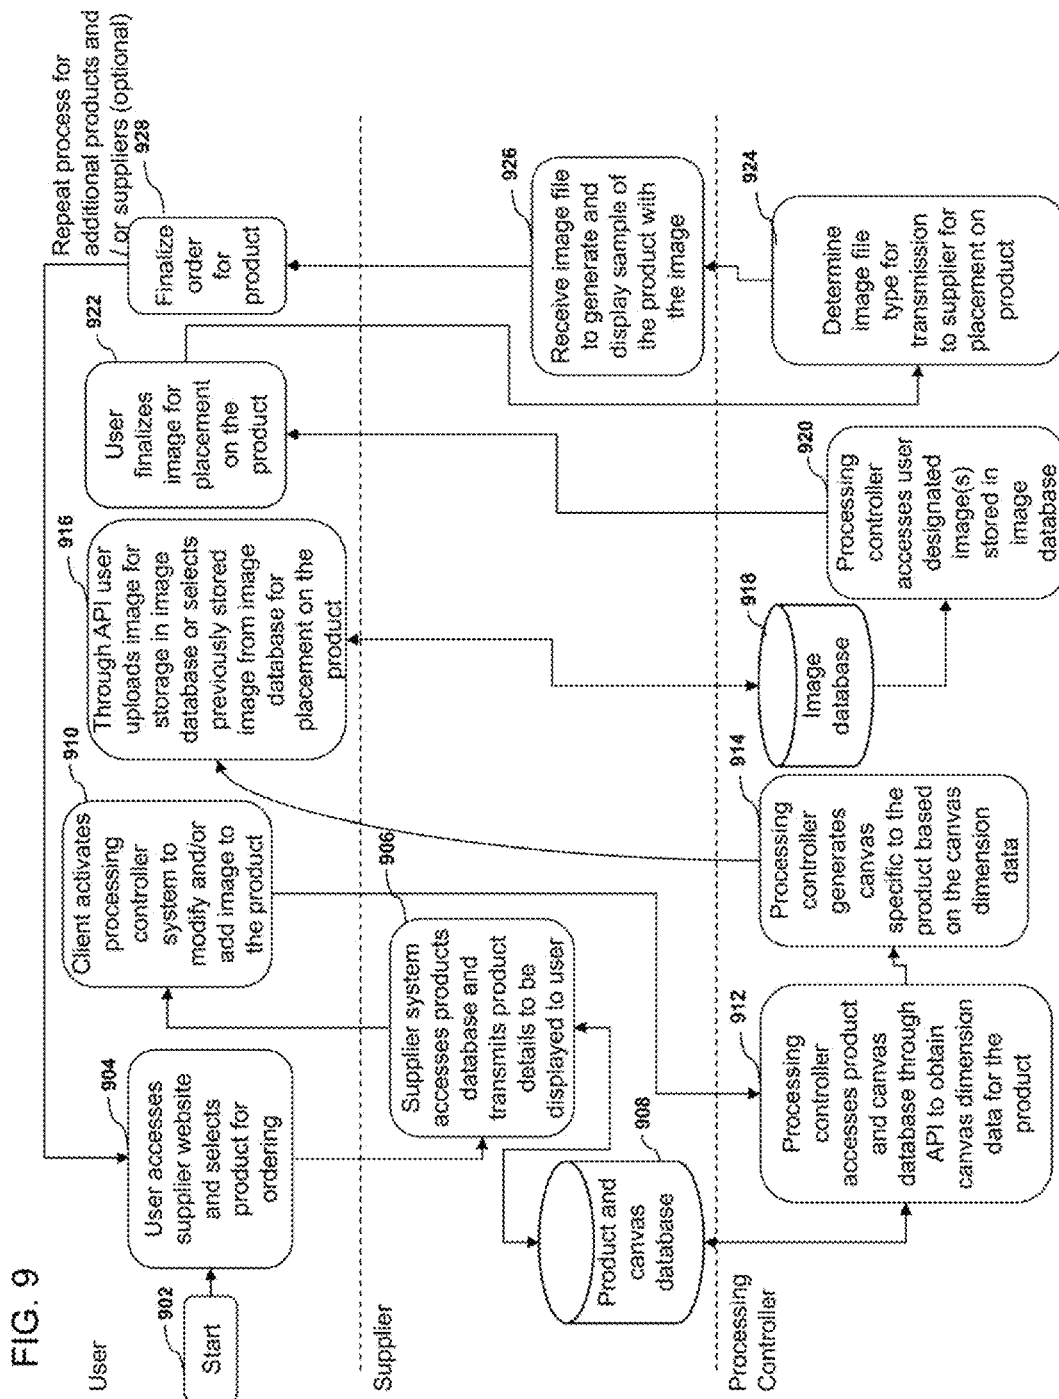 FIG. 9
User
902
Start
904
User accesses
supplier website
and selects
product for
ordering
910
Client activates
processing
controller
system to
modify and/or
add image to
the product
916
Through API user
uploads image for
storage in image
database or selects
previously stored
image from image
database for
placement on the
product
922
User
finalizes
image for
placement
on the
product
Repeat process for
additional products and
/ or suppliers (optional)
928
Finalize
order
for
product
Supplier
906
Supplier system
accesses products
database and
transmits product
details to be
displayed to user
908
Product and
canvas
database
926
Receive image file
to generate and
display sample of
the product with
the image
Processing
Controller
912
Processing
controller
accesses product
and canvas
database through
API to obtain
canvas dimension
data for the
product
914
Processing
controller
generates
canvas
specific to the
product based
on the canvas
dimension
data
918
Image
database
920
Processing
controller
accesses user
designated
image(s)
stored in
image
database
924
Determine
image file
type for
transmission
to supplier for
placement on
product